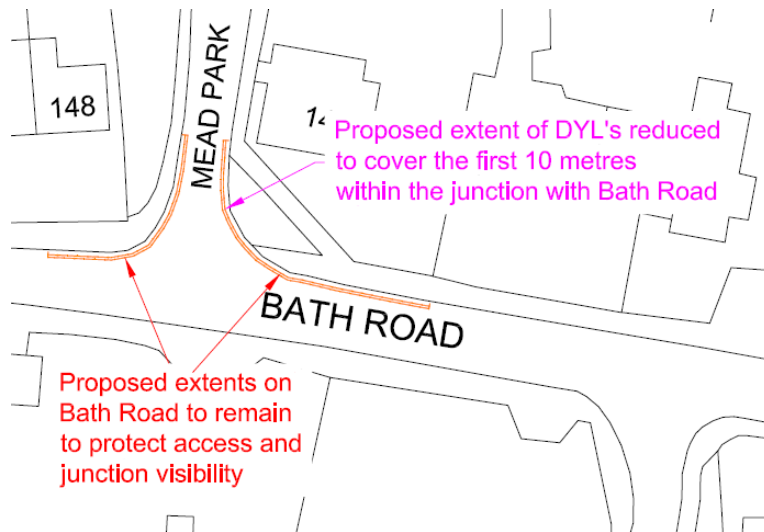 148
MEAD PARK
Proposed extent of DYL's reduced
to cover the first 10 metres
within the junction with Bath Road
BATH ROAD
Proposed extents on
Bath Road to remain
to protect access and
junction visibility